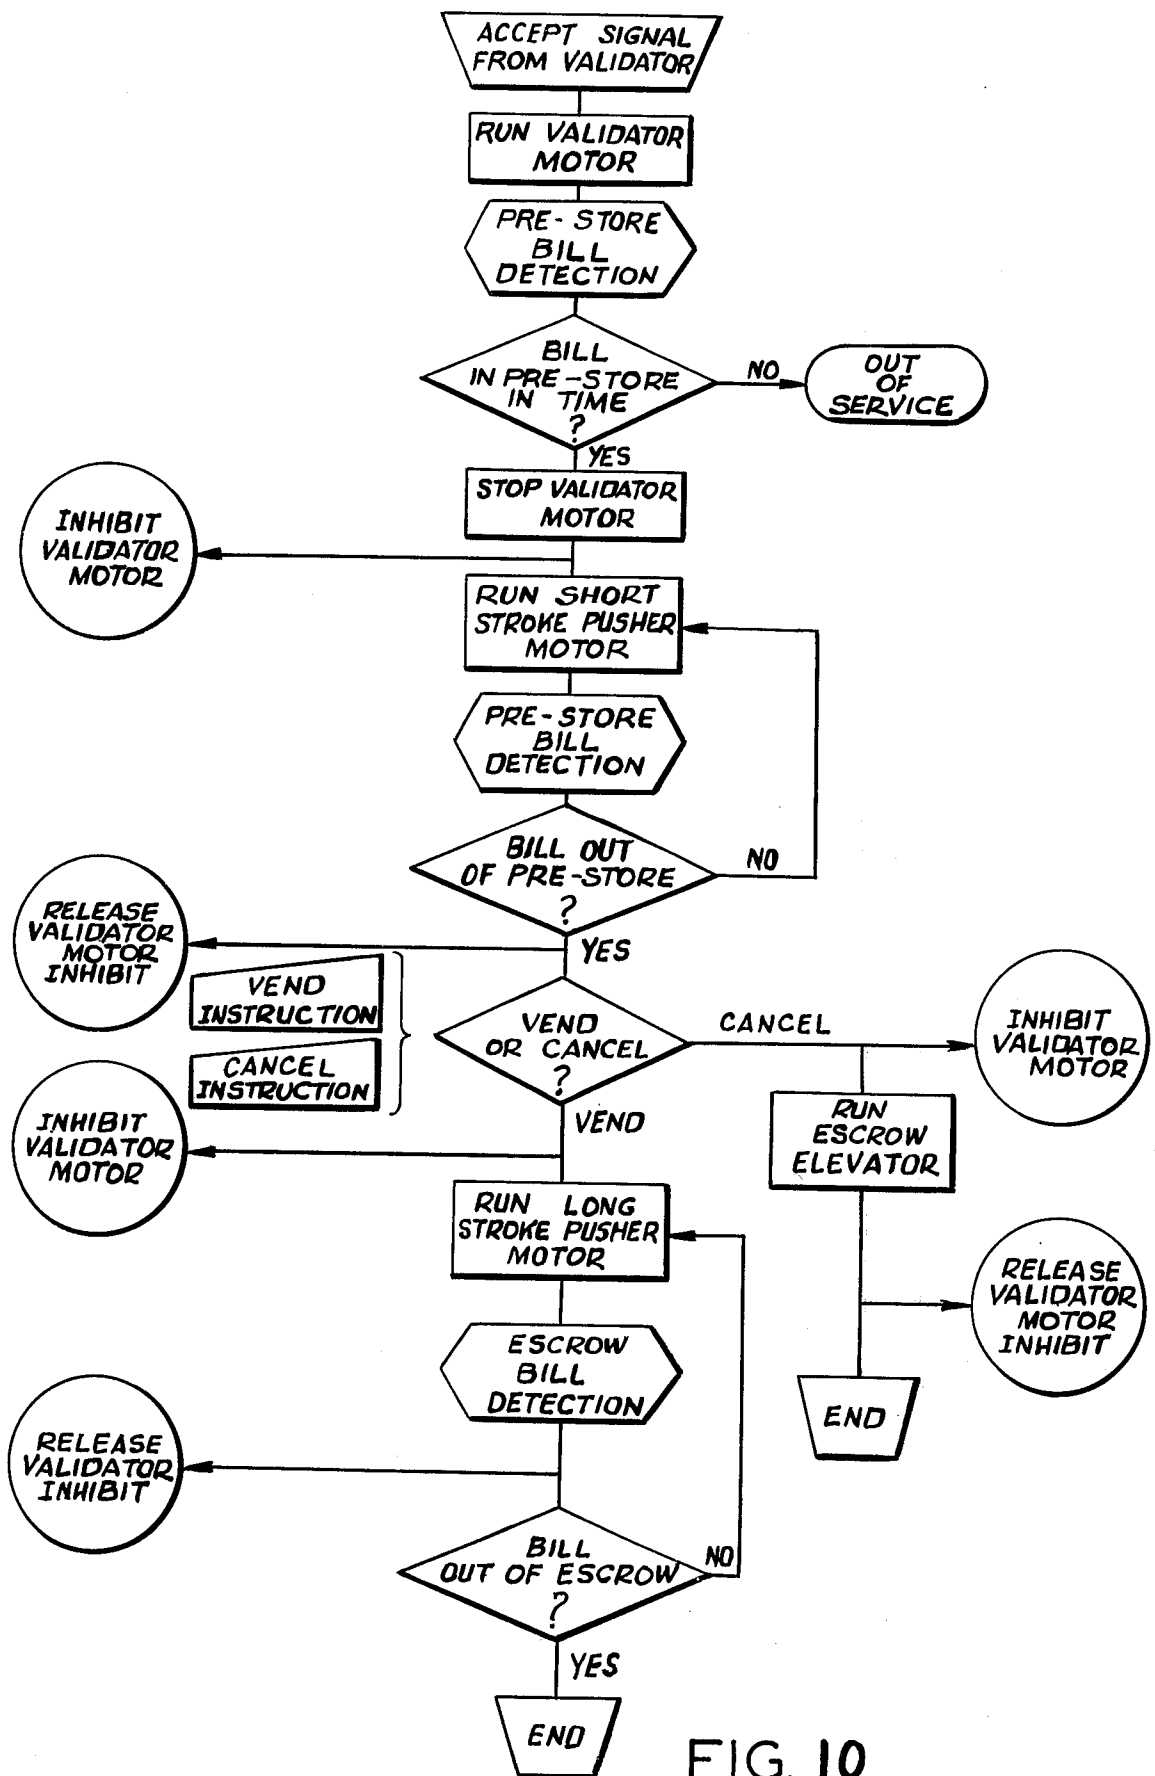 ACCEPT SIGNAL
FROM VALIDATOR
RUN VALIDATOR
MOTOR
PRE-STORE
BILL
DETECTION
BILL
IN PRE-STORE
IN TIME
?
NO
OUT
OF
SERVICE
YES
STOP VALIDATOR
MOTOR
INHIBIT
VALIDATOR
MOTOR
RUN SHORT
STROKE PUSHER
MOTOR
PRE-STORE
BILL
DETECTION
BILL OUT
OF PRE-STORE
?
NO
YES
RELEASE
VALIDATOR
MOTOR
INHIBIT
VEND
INSTRUCTION
CANCEL
INSTRUCTION
VEND
OR CANCEL
?
CANCEL
INHIBIT
VALIDATOR
MOTOR
VEND
INHIBIT
VALIDATOR
MOTOR
RUN
ESCROW
ELEVATOR
RUN LONG
STROKE PUSHER
MOTOR
RELEASE
VALIDATOR
MOTOR
INHIBIT
ESCROW
BILL
DETECTION
END
RELEASE
VALIDATOR
INHIBIT
BILL
OUT OF ESCROW
?
NO
YES
END
FIG. 10